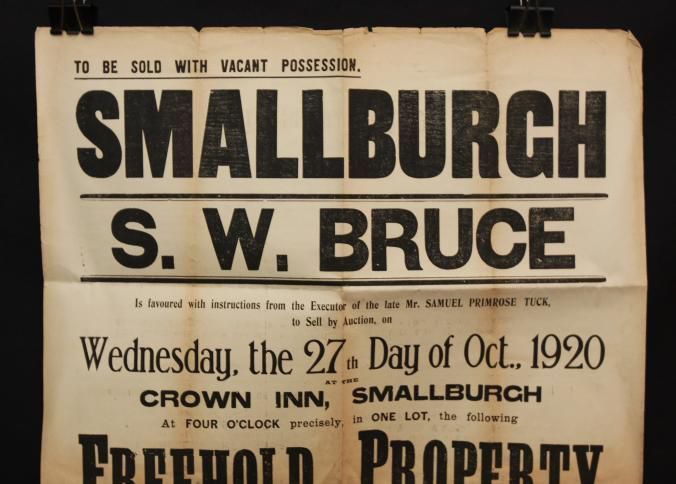 TO BE SOLD WITH VACANT POSSESSION.
SMALLBURGH
S. W. BRUCE
Is favoured with instructions from the Executor of the late Mr. SAMUEL PRIMROSE TUCK,
to Sell by Auction, on
Wednesday, the 27th Day of Oct., 1920
AT THE
CROWN INN, SMALLBURGH
At FOUR O'CLOCK precisely, in ONE LOT, the following
FREEHOLD PROPERTY